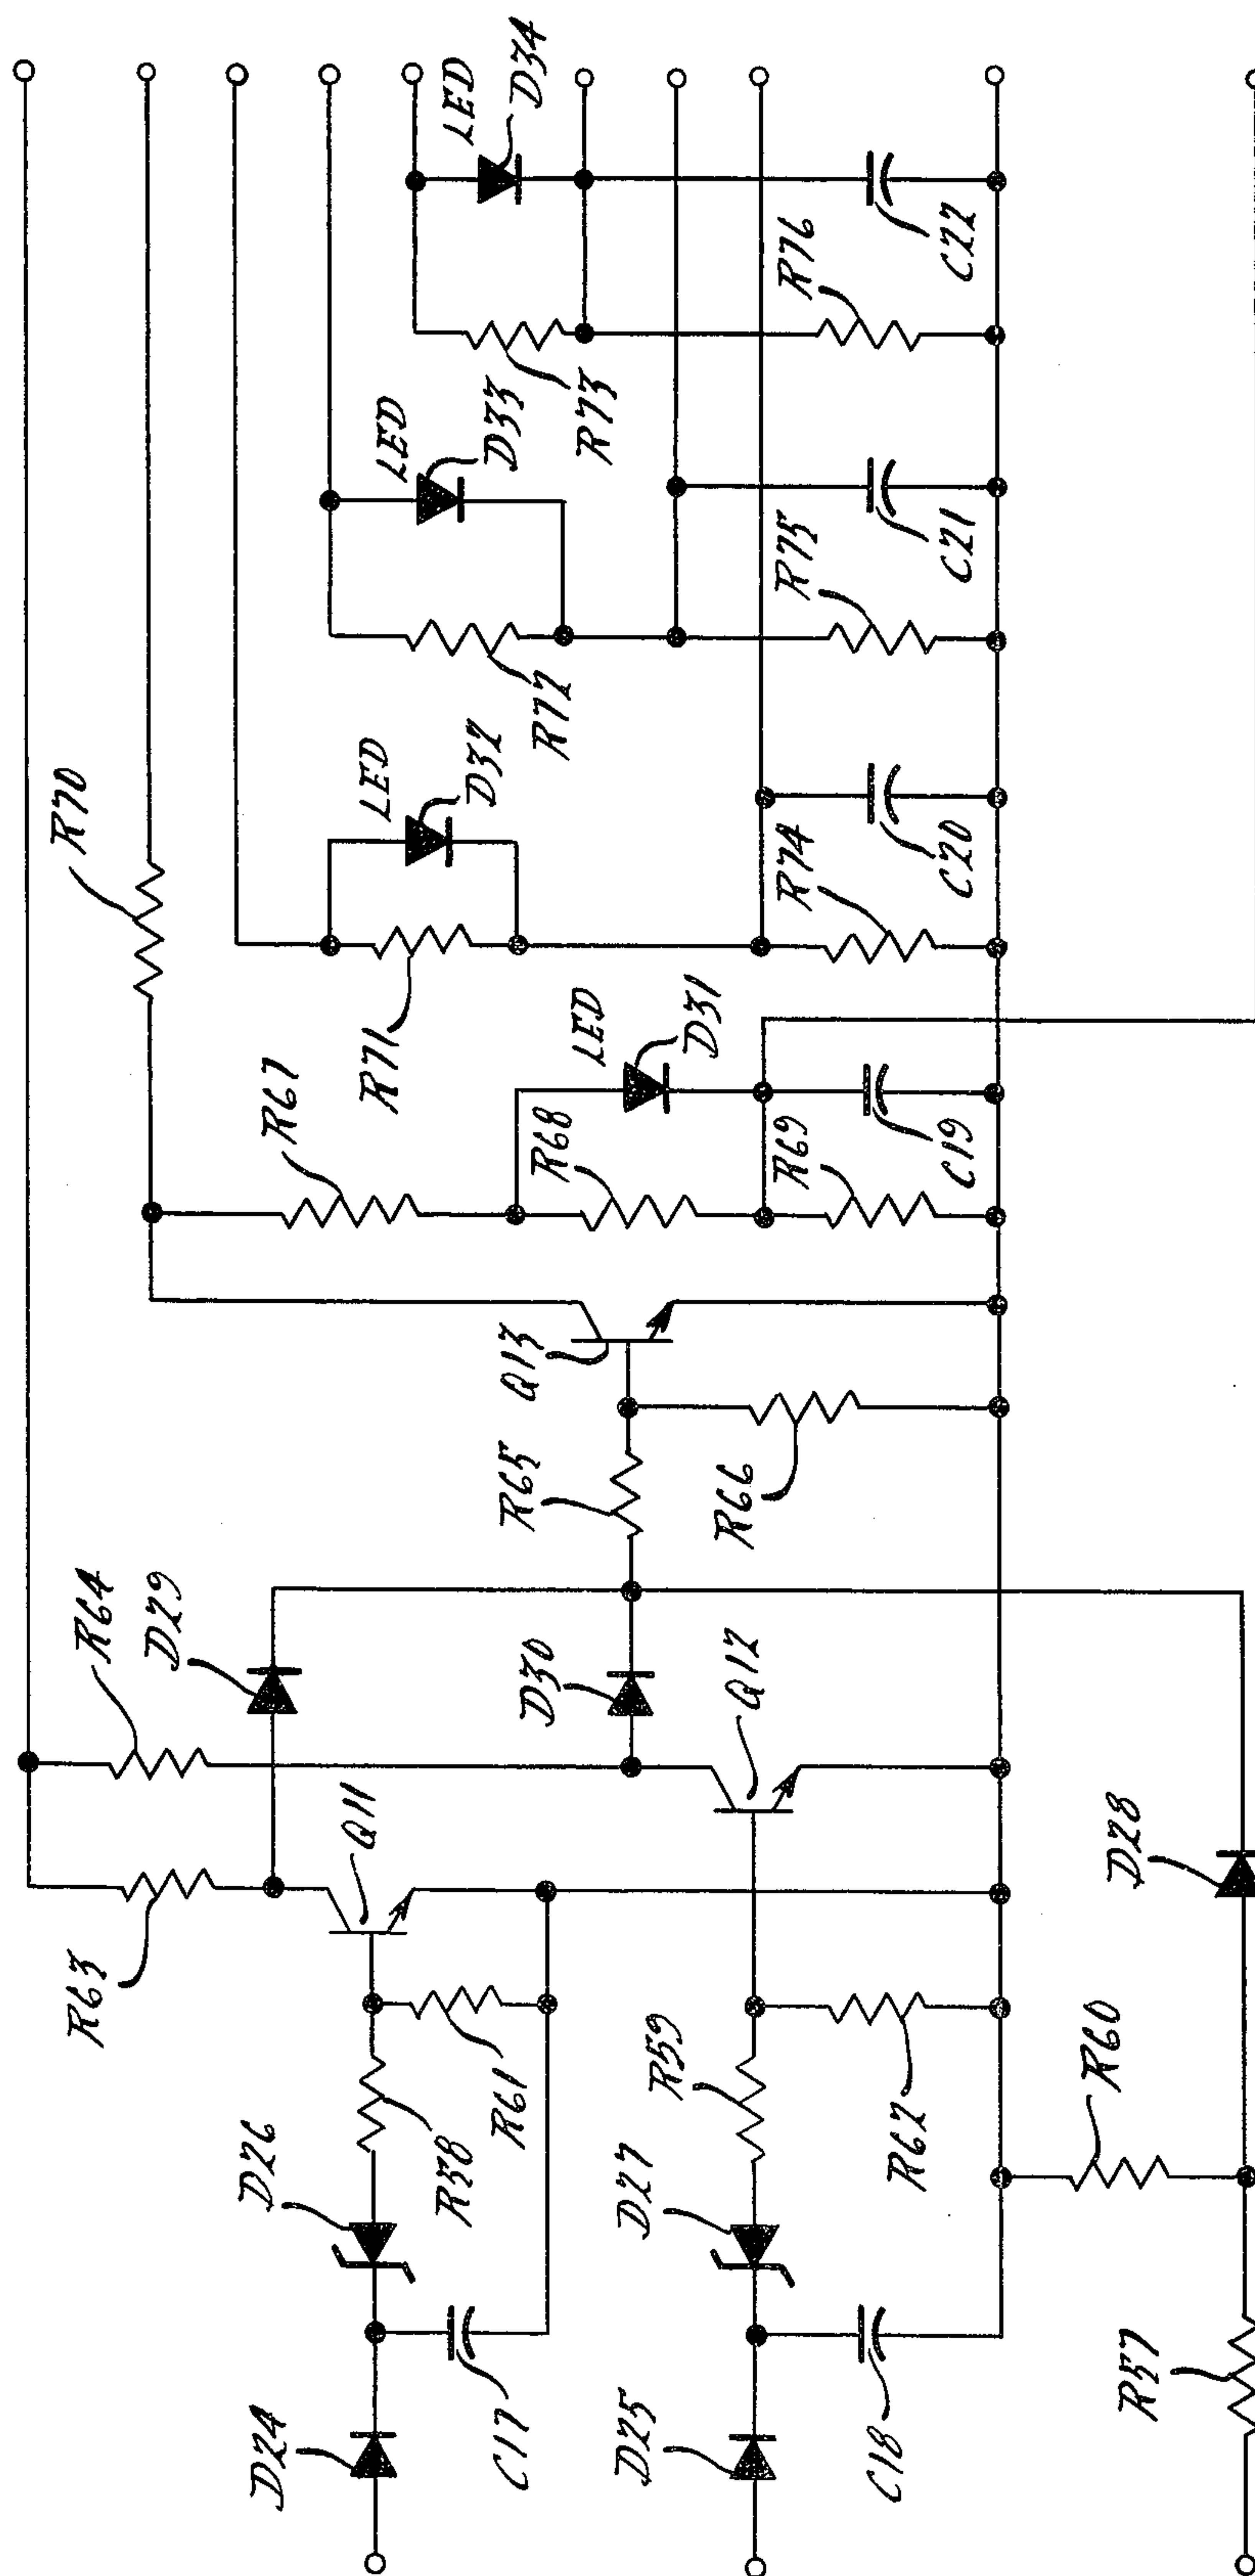 R70
LED
D34
LED
D33
R73
R76
C22
LED
D32
R72
R75
C21
R67
R71
LED
D31
R74
C20
R68
R69
C19
Q13
R65
R66
R64
D29
D30
Q12
Q11
R63
D28
R61
R59
R62
R60
D26
R58
D27
D24
C17
D25
C18
R57